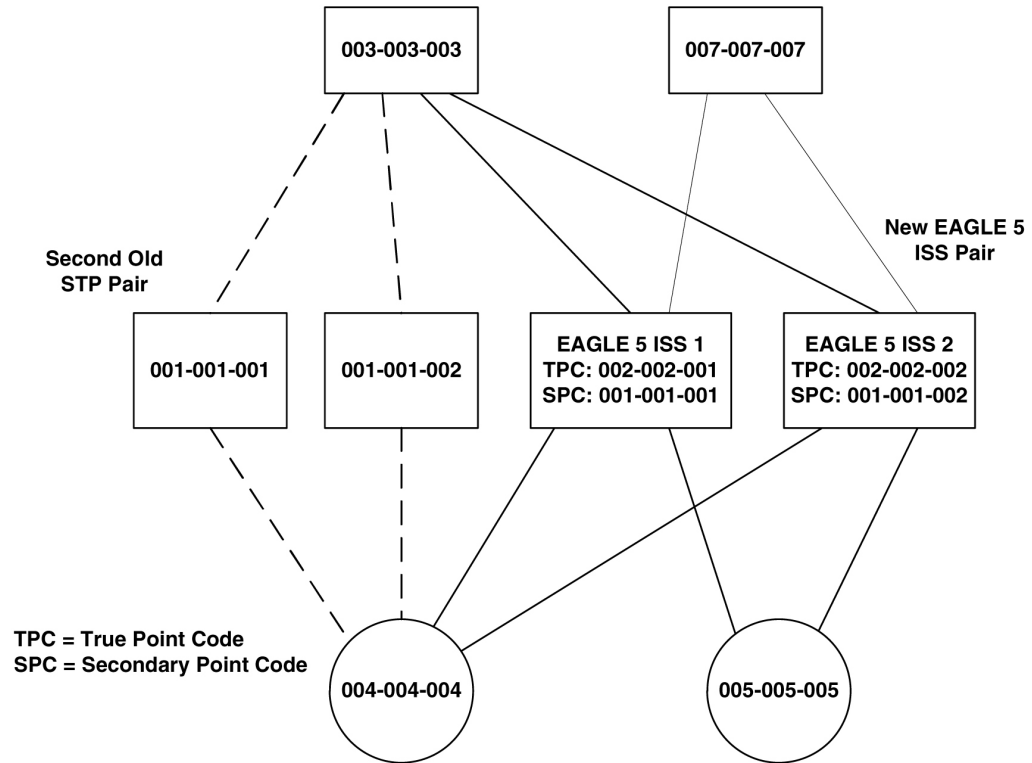 003-003-003
007-007-007
New EAGLE 5
ISS Pair
Second Old
STP Pair
001-001-001
001-001-002
EAGLE 5 ISS 1
TPC: 002-002-001
SPC: 001-001-001
EAGLE 5 ISS 2
TPC: 002-002-002
SPC: 001-001-002
TPC = True Point Code
SPC = Secondary Point Code
004-004-004
005-005-005